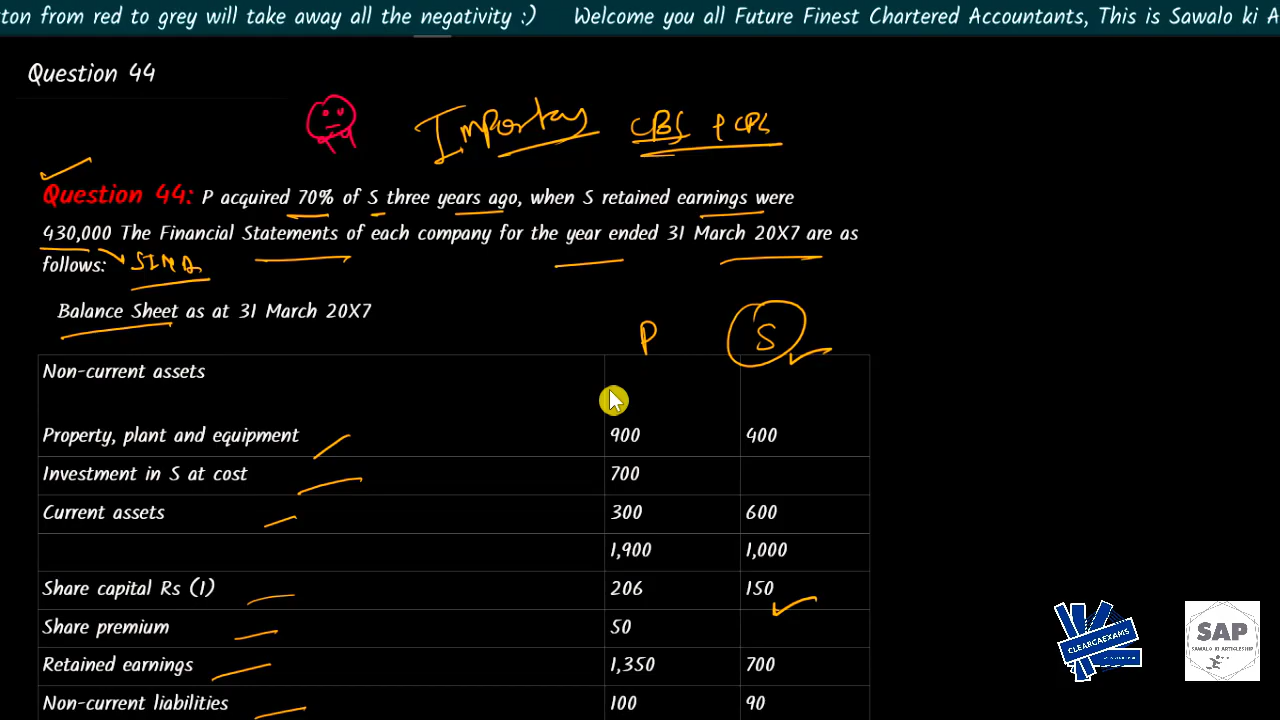 ton from red to grey will take away all the negativity :) Welcome you all Future Finest Chartered Accountants, This is Sawalo ki A
Question 44
Important CBS & CPL
Question 44: P acquired 70% of S three years ago, when S retained earnings were
430,000 The Financial Statements of each company for the year ended 31 March 20X7 are as
follows:
Balance Sheet as at 31 March 20X7
P S
Non-current assets
Property, plant and equipment 900 400
Investment in S at cost 700
Current assets 300 600
1,900 1,000
Share capital Rs (1) 206 150
Share premium 50
Retained earnings 1,350 700
Non-current liabilities 100 90
CLEARCAEXAMS
SAP
SAWALO KI ARTICLESHIP